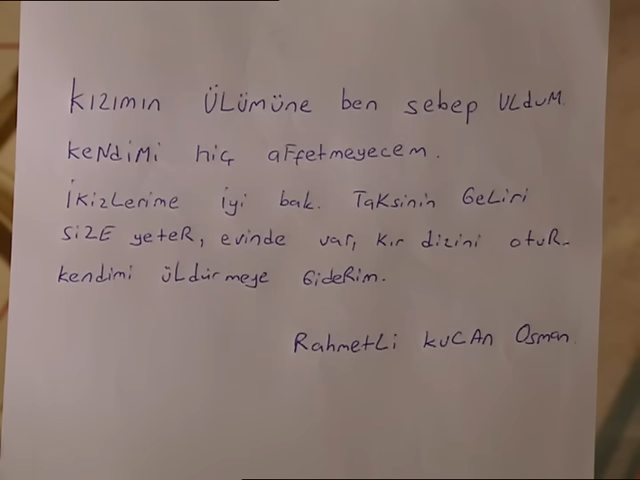 Kızımın ÜLÜmüne ben sebep ULduM.
KeNdiMi hiç aFfetmeyecem.
İKizLerime iyi bak. TaKsinin GeLiri
SiZE yeteR, evinde var, Kır dizini otuR.
Kendimi ÜLdürmeye GideRim.
RahmetLi KuCAn Osman.